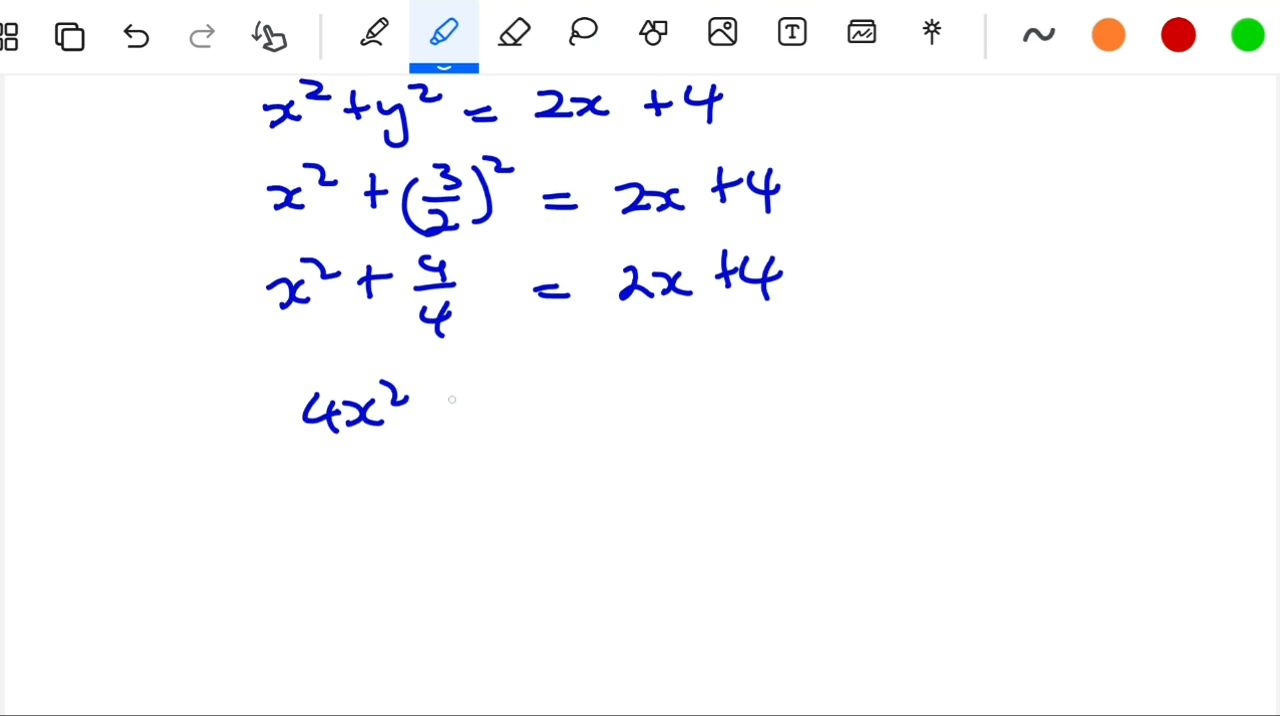 x² + y² = 2x + 4
x² + (3/2)² = 2x + 4
x² + 9/4 = 2x + 4
4x²